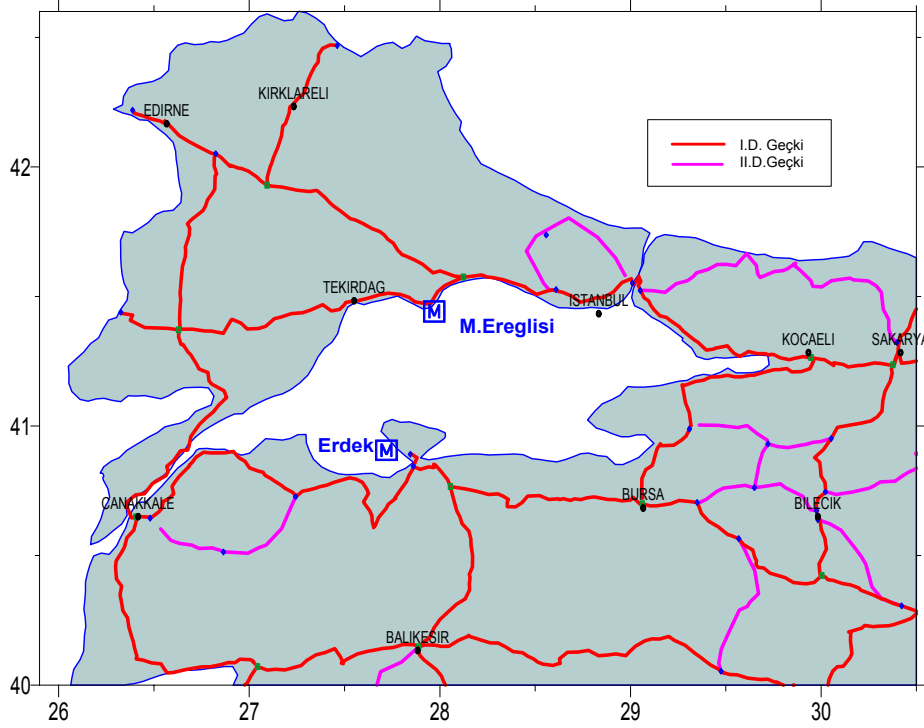 KIRKLARELI
EDIRNE
I.D. Geçki
II.D.Geçki
42
TEKIRDAG
ISTANBUL
M
M.Ereglisi
KOCAELI
SAKARYA
41
Erdek
M
CANAKKALE
BURSA
BILECIK
BALIKESIR
40
26
27
28
29
30